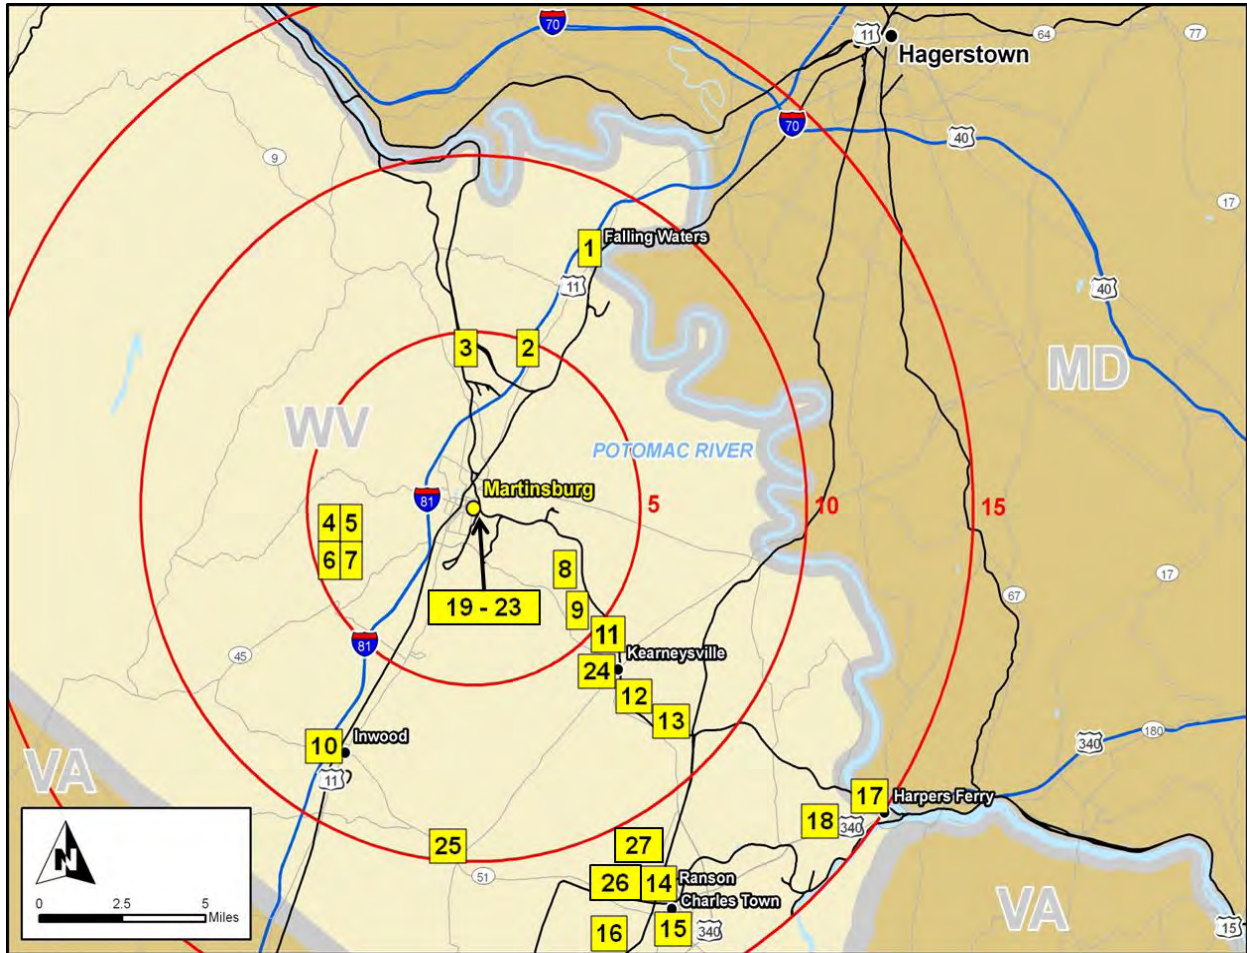 70
11
Hagerstown
64
77
70
40
9
17
1
Falling Waters
11
40
3
2
MD
WV
POTOMAC RIVER
Martinsburg
81
5
10
15
4 5
6 7
8
17
19 - 23
9
67
11
81
Kearneysville
45
24
12
13
Inwood
10
340
180
VA
11
17
Harpers Ferry
18
340
25
27
51
26
14
Ranson
Charles Town
VA
16
15
340
15
N
0 2.5 5
Miles